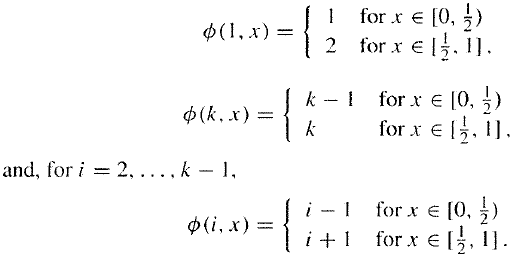 ϕ(1, x) = { 1 for x ∈ [0, 1/2)
2 for x ∈ [1/2, 1].
ϕ(k, x) = { k − 1 for x ∈ [0, 1/2)
k for x ∈ [1/2, 1],
and, for i = 2, . . . , k − 1,
ϕ(i, x) = { i − 1 for x ∈ [0, 1/2)
i + 1 for x ∈ [1/2, 1].